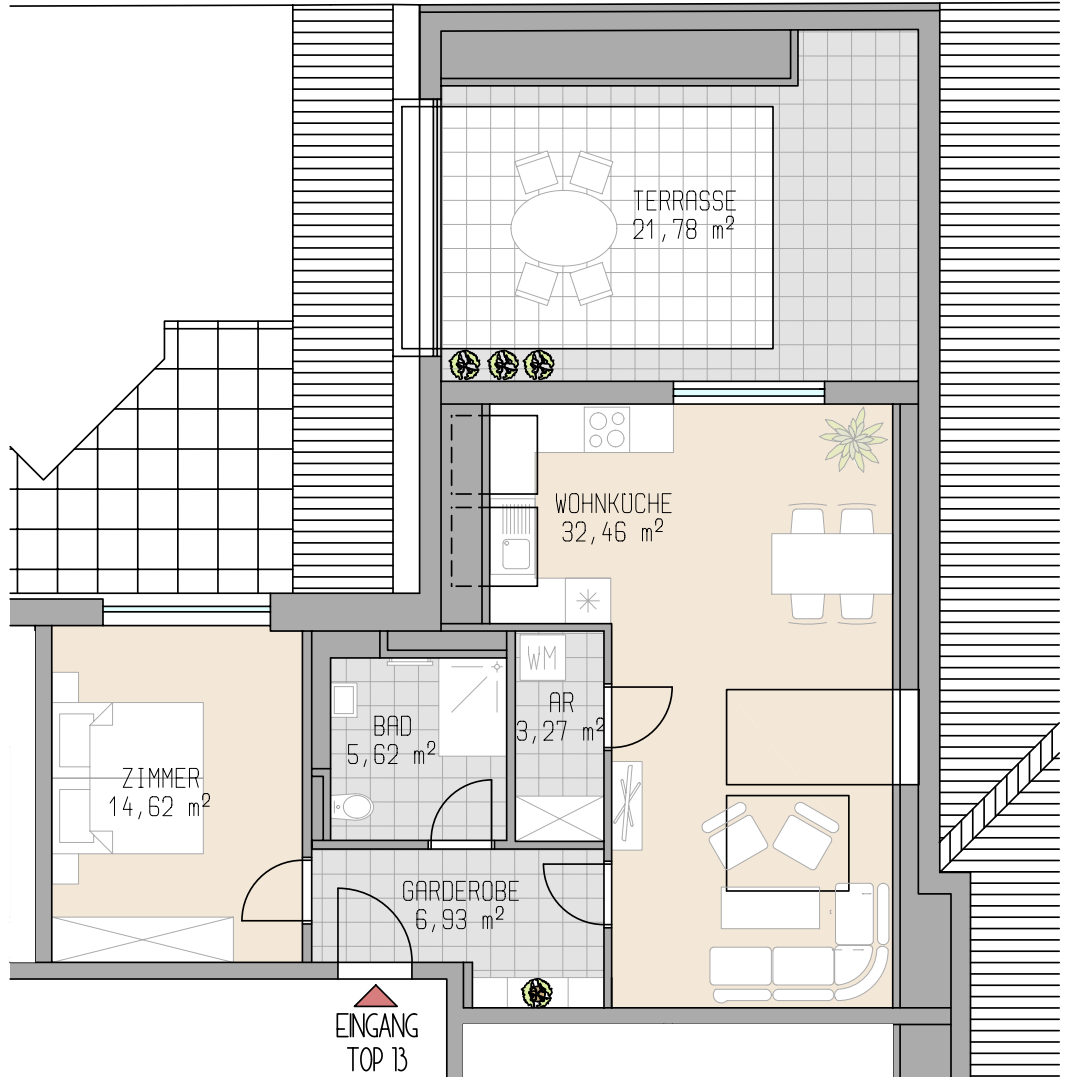 TERRASSE
21,78 m²
WOHNKÜCHE
32,46 m²
WM
AR
3,27 m²
BAD
5,62 m²
ZIMMER
14,62 m²
GARDEROBE
6,93 m²
EINGANG
TOP 13